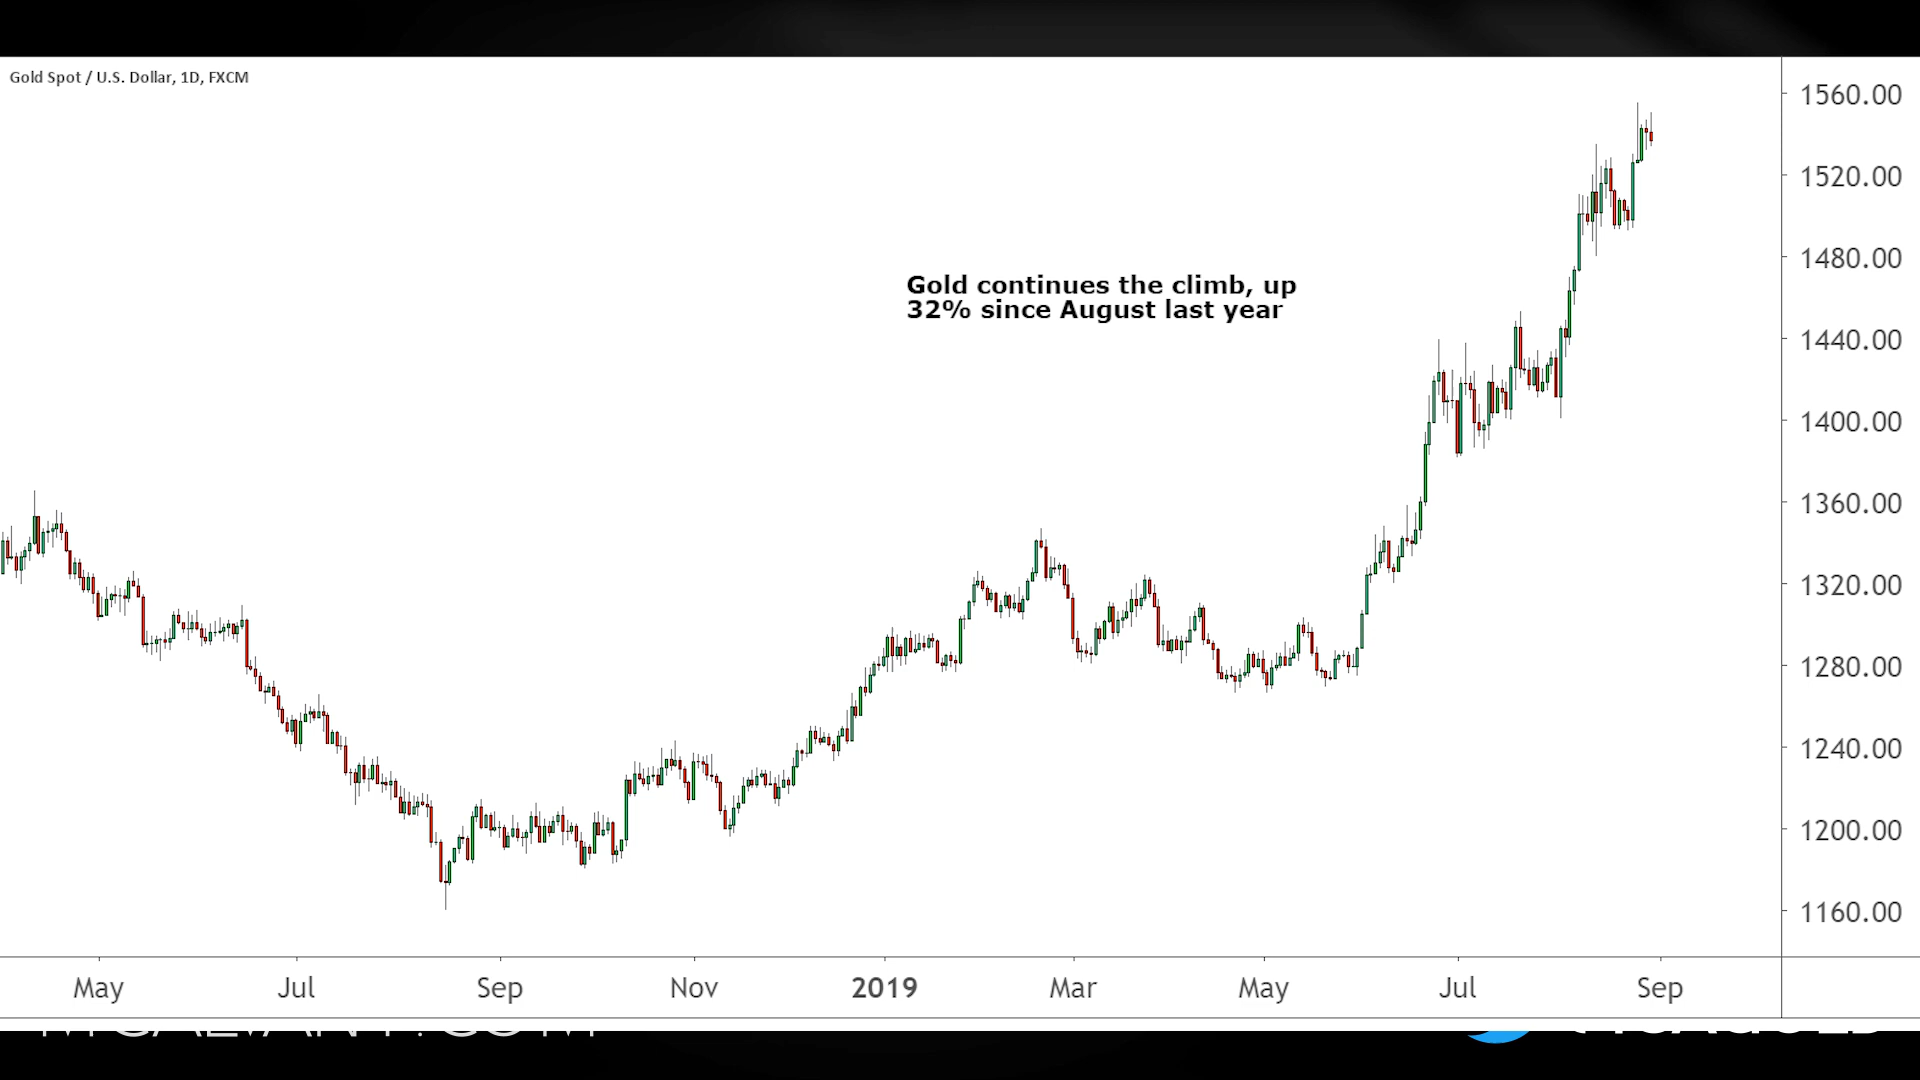 Gold Spot / U.S. Dollar, 1D, FXCM
Gold continues the climb, up
32% since August last year
1560.00
1520.00
1480.00
1440.00
1400.00
1360.00
1320.00
1280.00
1240.00
1200.00
1160.00
May Jul Sep Nov 2019 Mar May Jul Sep